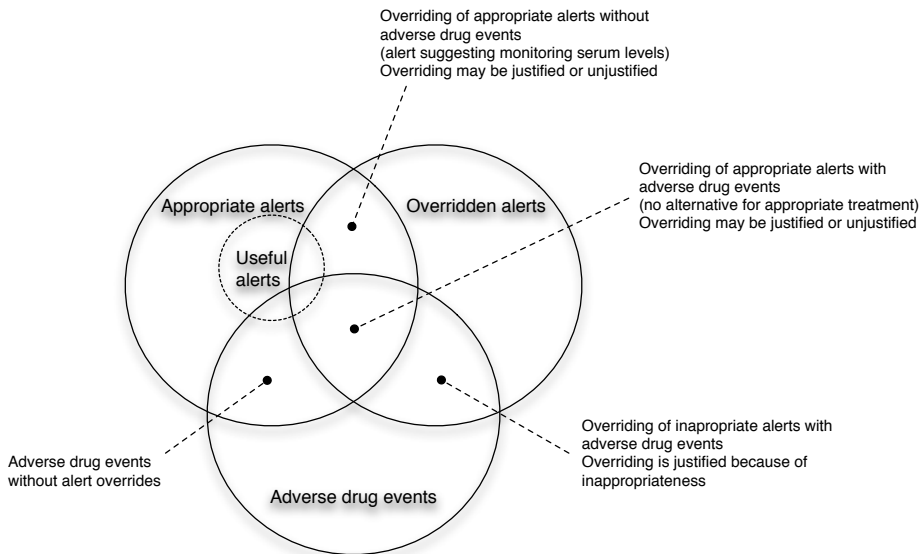 Overriding of appropriate alerts without
adverse drug events
(alert suggesting monitoring serum levels)
Overriding may be justified or unjustified
Overriding of appropriate alerts with
adverse drug events
(no alternative for appropriate treatment)
Overriding may be justified or unjustified
Appropriate alerts
Overridden alerts
Useful
alerts
Overriding of inappropriate alerts with
adverse drug events
Overriding is justified because of
inappropriateness
Adverse drug events
without alert overrides
Adverse drug events